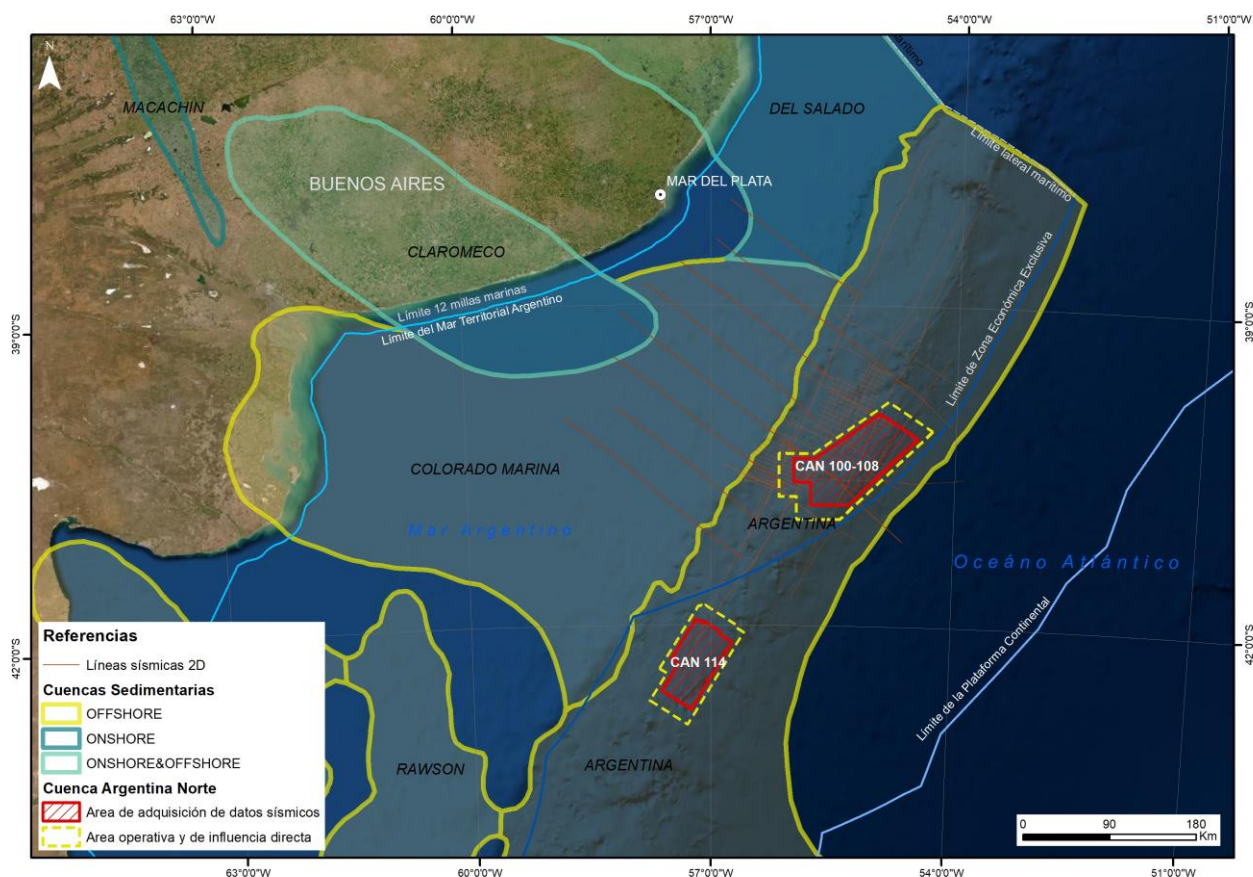 63°0'0"W
60°0'0"W
57°0'0"W
54°0'0"W
51°0'0"W
N
MACACHIN
DEL SALADO
Límite lateral marítimo
BUENOS AIRES
MAR DEL PLATA
CLAROMECO
Límite 12 millas marinas
Límite del Mar Territorial Argentino
39°0'0"S
39°0'0"S
Límite de Zona Económica Exclusiva
COLORADO MARINA
CAN 100-108
Mar Argentino
ARGENTINA
Oceáno Atlántico
42°0'0"S
42°0'0"S
CAN 114
Límite de la Plataforma Continental
RAWSON
ARGENTINA
Referencias
Líneas sísmicas 2D
Cuencas Sedimentarias
OFFSHORE
ONSHORE
ONSHORE&OFFSHORE
Cuenca Argentina Norte
Area de adquisición de datos sísmicos
Area operativa y de influencia directa
0 90 180
Km
63°0'0"W
60°0'0"W
57°0'0"W
54°0'0"W
51°0'0"W